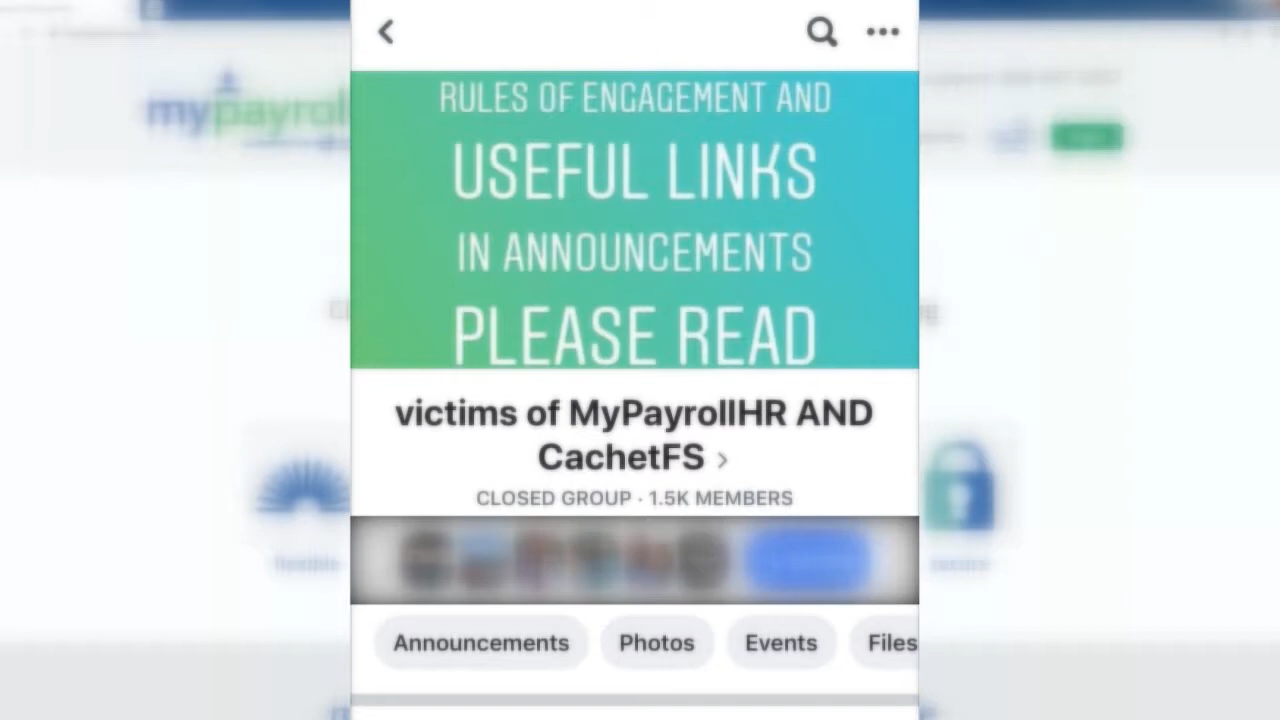 mypayrol
RULES OF ENGAGEMENT AND
USEFUL LINKS
IN ANNOUNCEMENTS
PLEASE READ
victims of MyPayrollHR AND
CachetFS ›
CLOSED GROUP · 1.5K MEMBERS
Announcements
Photos
Events
Files